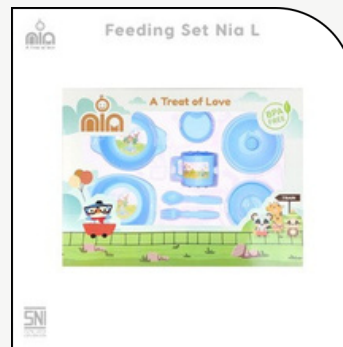 nia
Feeding Set Nia L
A Treat of Love
nia
BPA
FREE
SNI